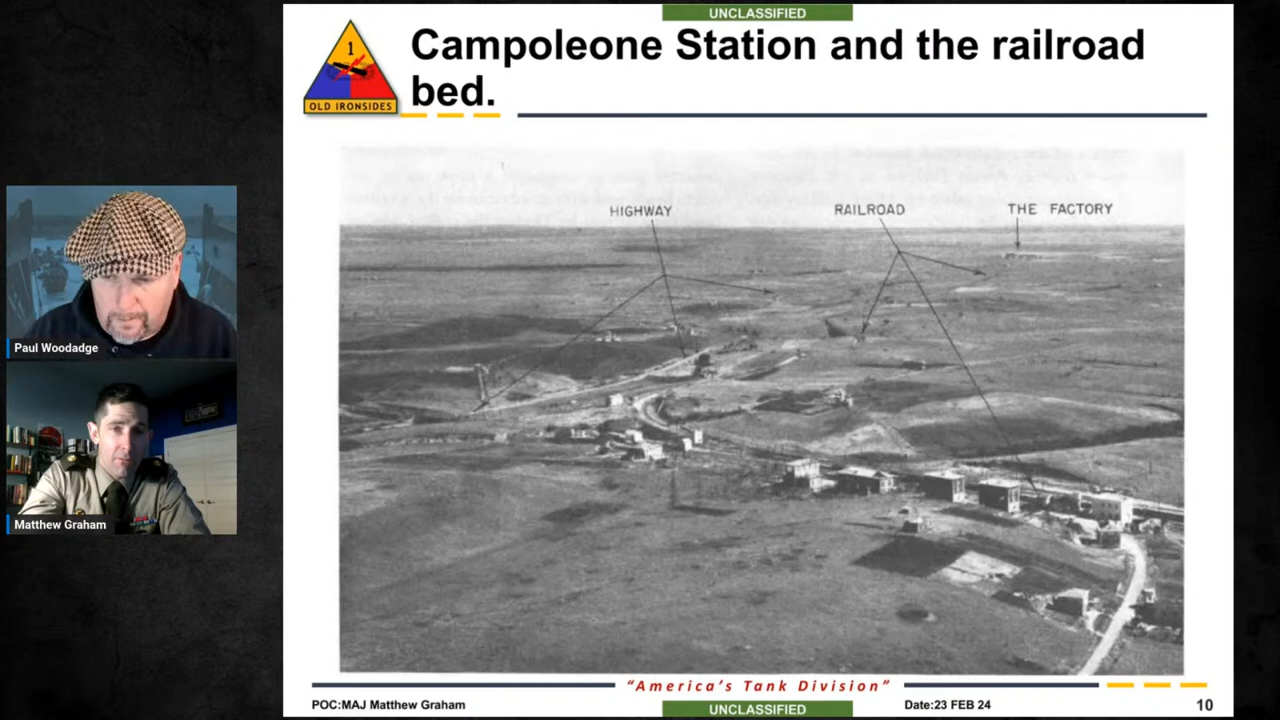 UNCLASSIFIED
Campoleone Station and the railroad
bed.
1
OLD IRONSIDES
HIGHWAY
RAILROAD
THE FACTORY
Paul Woodadge
Matthew Graham
"America's Tank Division"
POC:MAJ Matthew Graham
UNCLASSIFIED
Date:23 FEB 24
10